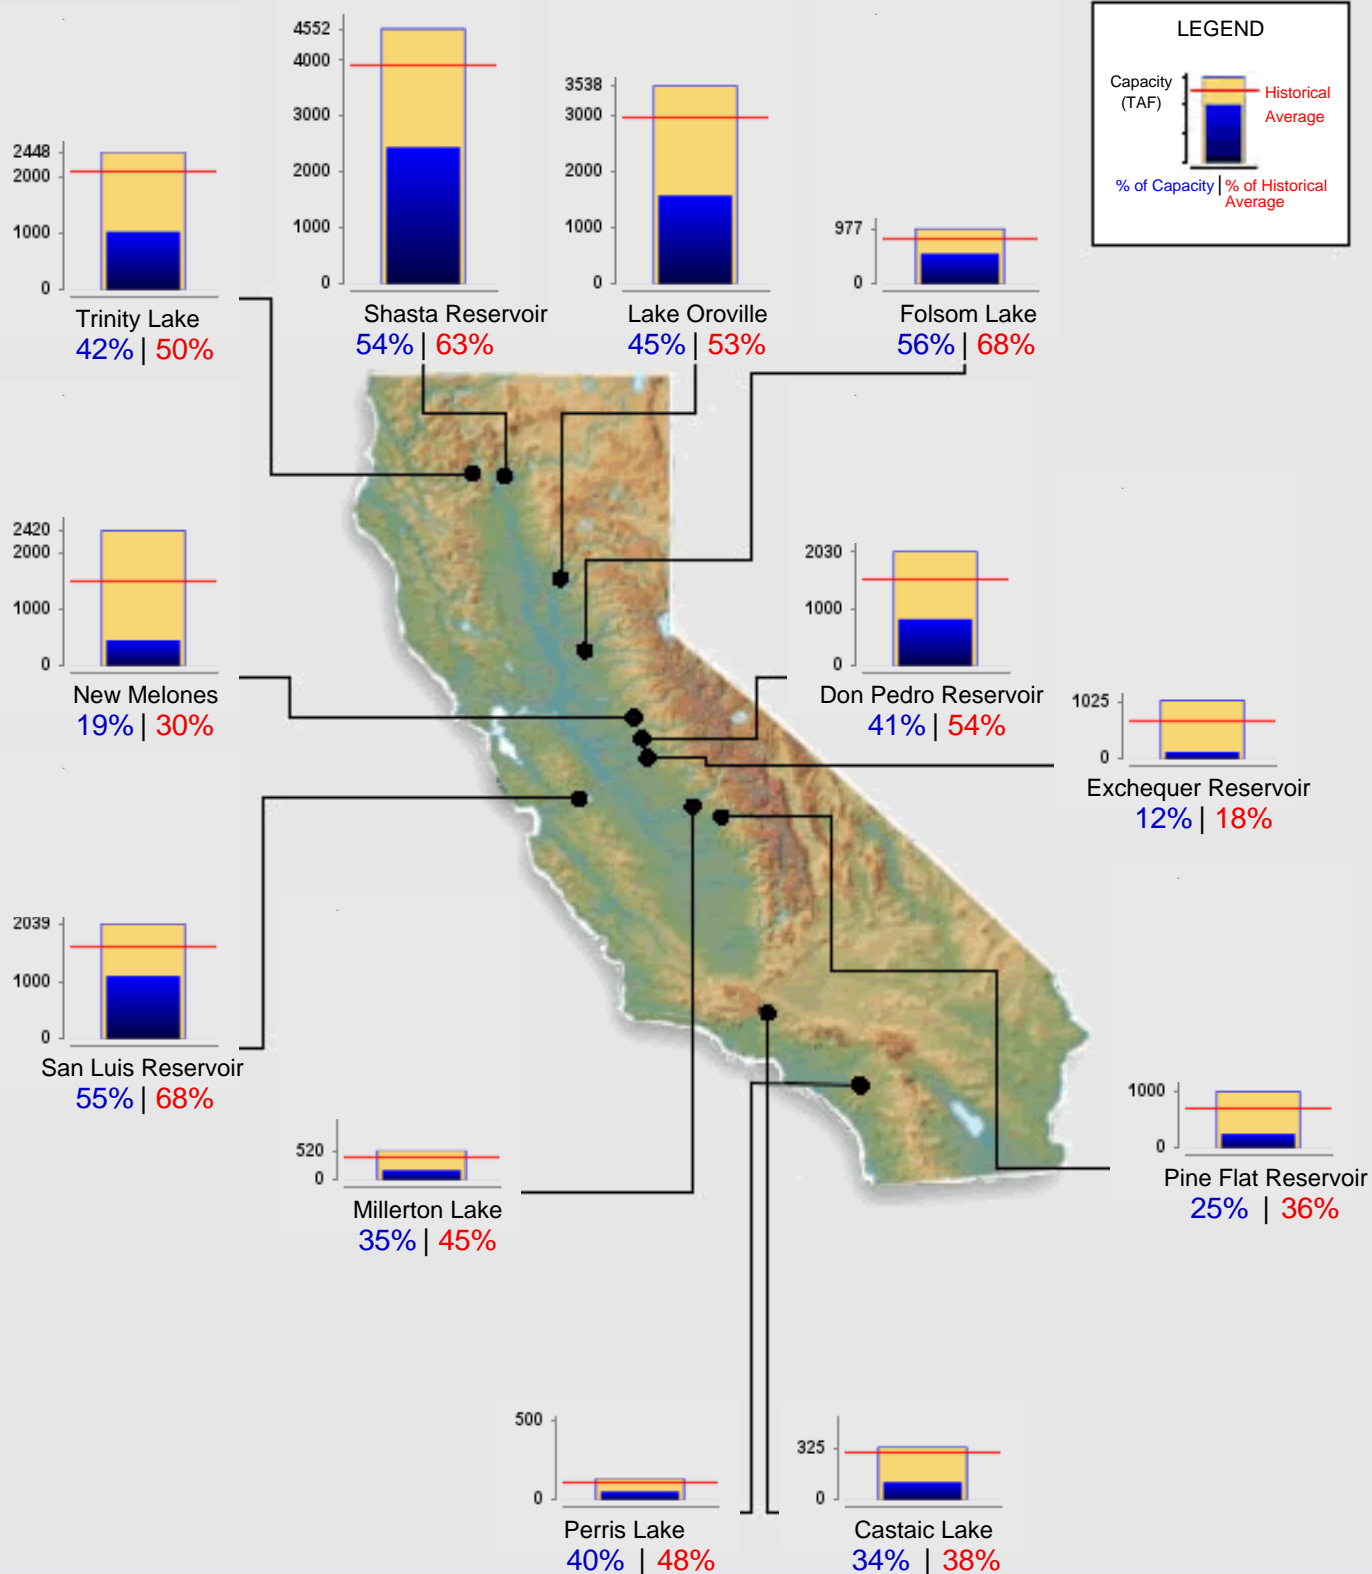 4552
4000
3000
2000
1000
0
Shasta Reservoir
54% | 63%
3538
3000
2000
1000
0
Lake Oroville
45% | 53%
LEGEND
Capacity
(TAF)
Historical
Average
% of Capacity | % of Historical
Average
2448
2000
1000
0
Trinity Lake
42% | 50%
977
0
Folsom Lake
56% | 68%
2420
2000
1000
0
New Melones
19% | 30%
2030
1000
0
Don Pedro Reservoir
41% | 54%
1025
0
Exchequer Reservoir
12% | 18%
2039
1000
0
San Luis Reservoir
55% | 68%
520
0
Millerton Lake
35% | 45%
1000
0
Pine Flat Reservoir
25% | 36%
500
0
Perris Lake
40% | 48%
325
0
Castaic Lake
34% | 38%